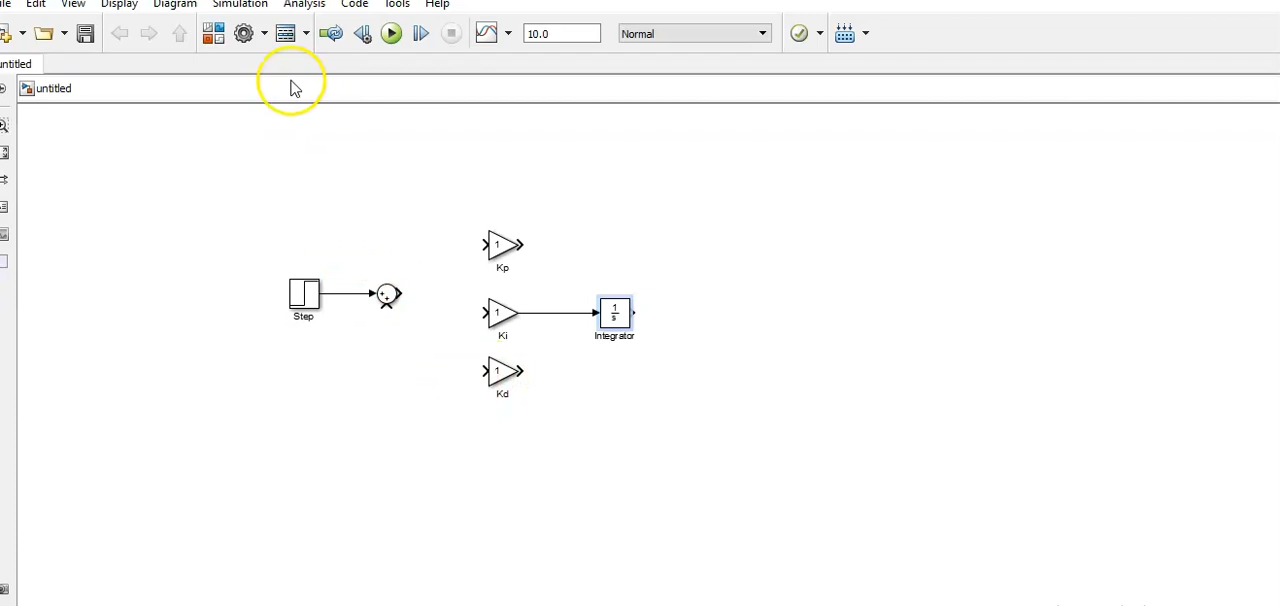 ile Edit View Display Diagram Simulation Analysis Code Tools Help
10.0 Normal
untitled
untitled
1
Kp
Step
1
Ki
1
s
Integrator
1
Kd